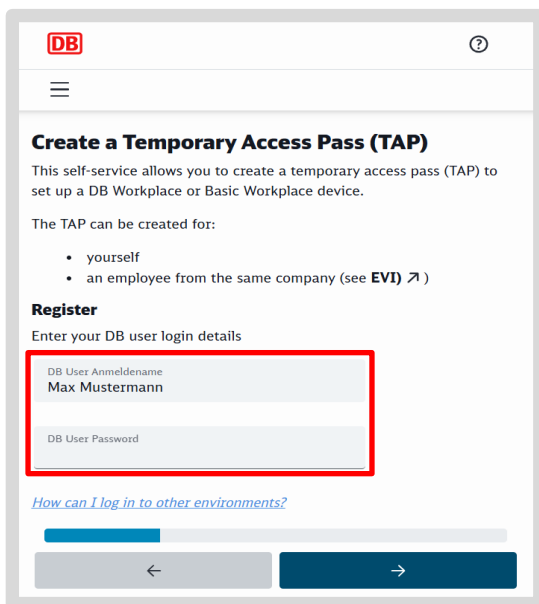 DB
Create a Temporary Access Pass (TAP)
This self-service allows you to create a temporary access pass (TAP) to
set up a DB Workplace or Basic Workplace device.
The TAP can be created for:
• yourself
• an employee from the same company (see EVI) ↗ )
Register
Enter your DB user login details
DB User Anmeldename
Max Mustermann
DB User Password
How can I log in to other environments?
← →